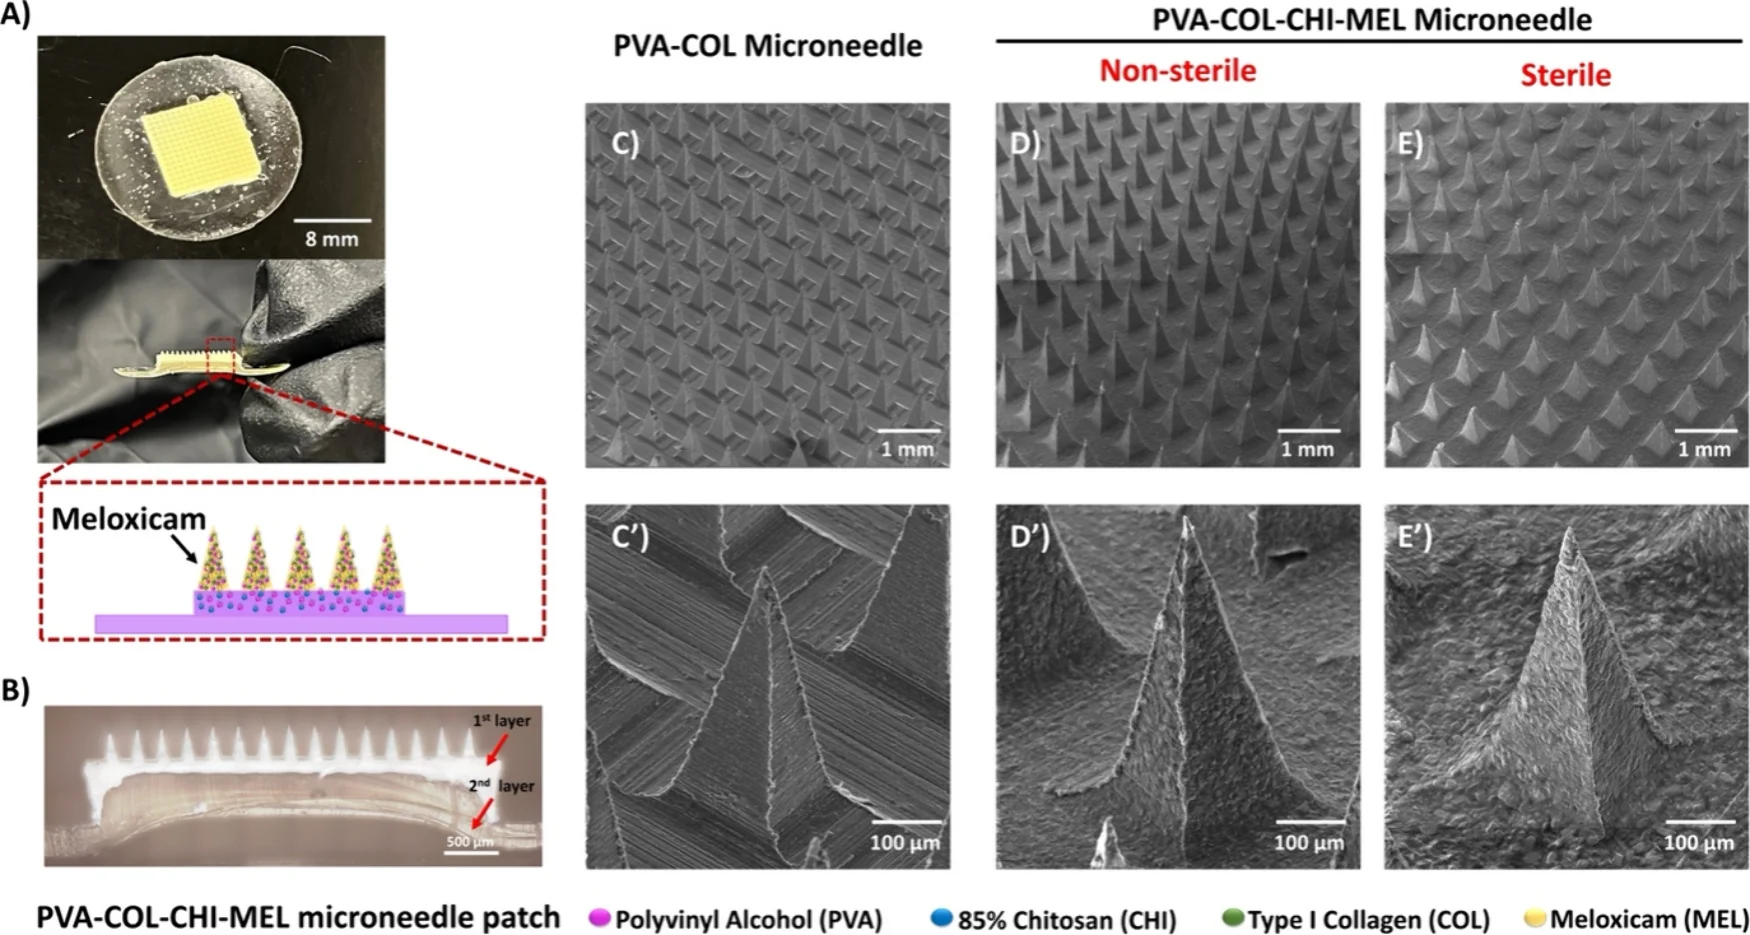 A)
8 mm
Meloxicam
B)
1st layer
2nd layer
500 µm
PVA-COL Microneedle
PVA-COL-CHI-MEL Microneedle
Non-sterile
Sterile
C)
1 mm
D)
1 mm
E)
1 mm
C’)
100 µm
D’)
100 µm
E’)
100 µm
PVA-COL-CHI-MEL microneedle patch
Polyvinyl Alcohol (PVA)
85% Chitosan (CHI)
Type I Collagen (COL)
Meloxicam (MEL)